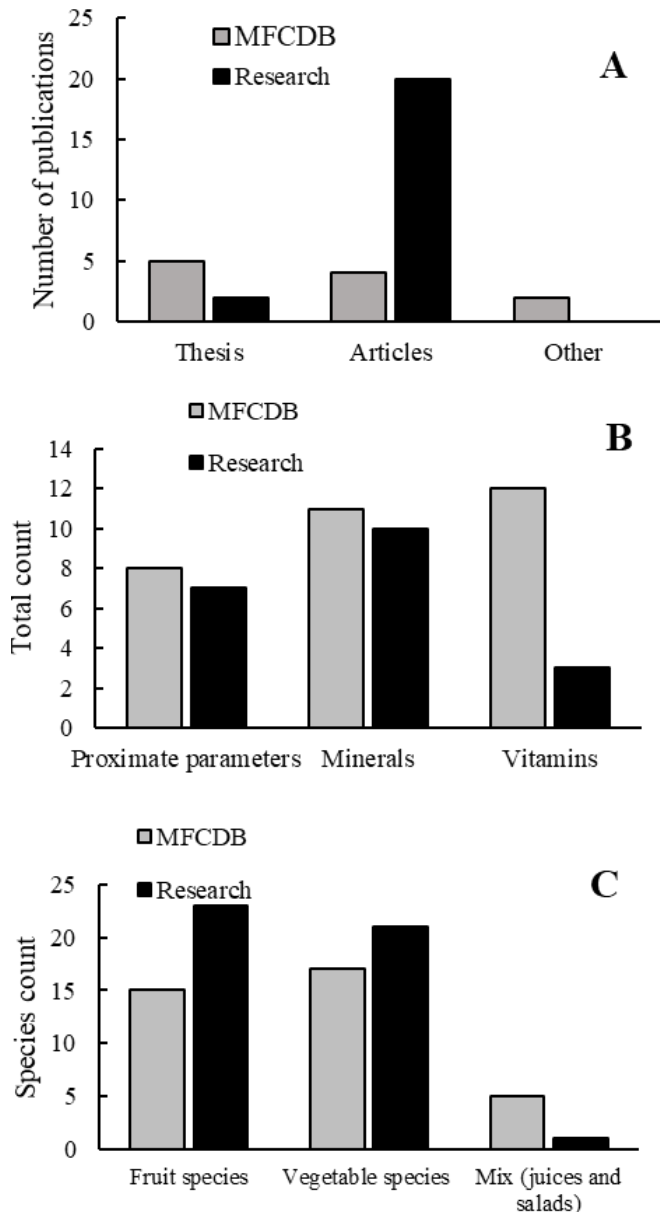 25
20
15
10
5
0
Number of publications
MFCDB
Research
A
Thesis Articles Other
MFCDB
Research
B
14
12
10
8
6
4
2
0
Total count
Proximate parameters Minerals Vitamins
MFCDB
Research
C
25
20
15
10
5
0
Species count
Fruit species Vegetable species Mix (juices and
salads)